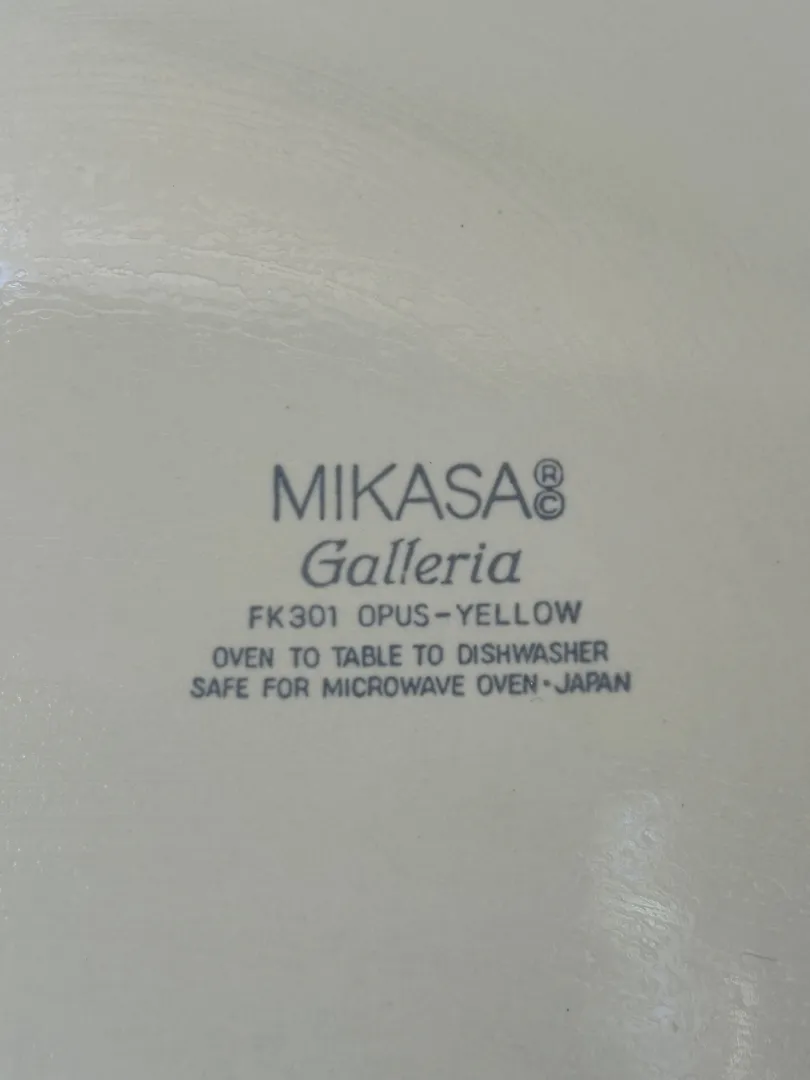 MIKASA®©
Galleria
FK301 OPUS-YELLOW
OVEN TO TABLE TO DISHWASHER
SAFE FOR MICROWAVE OVEN·JAPAN